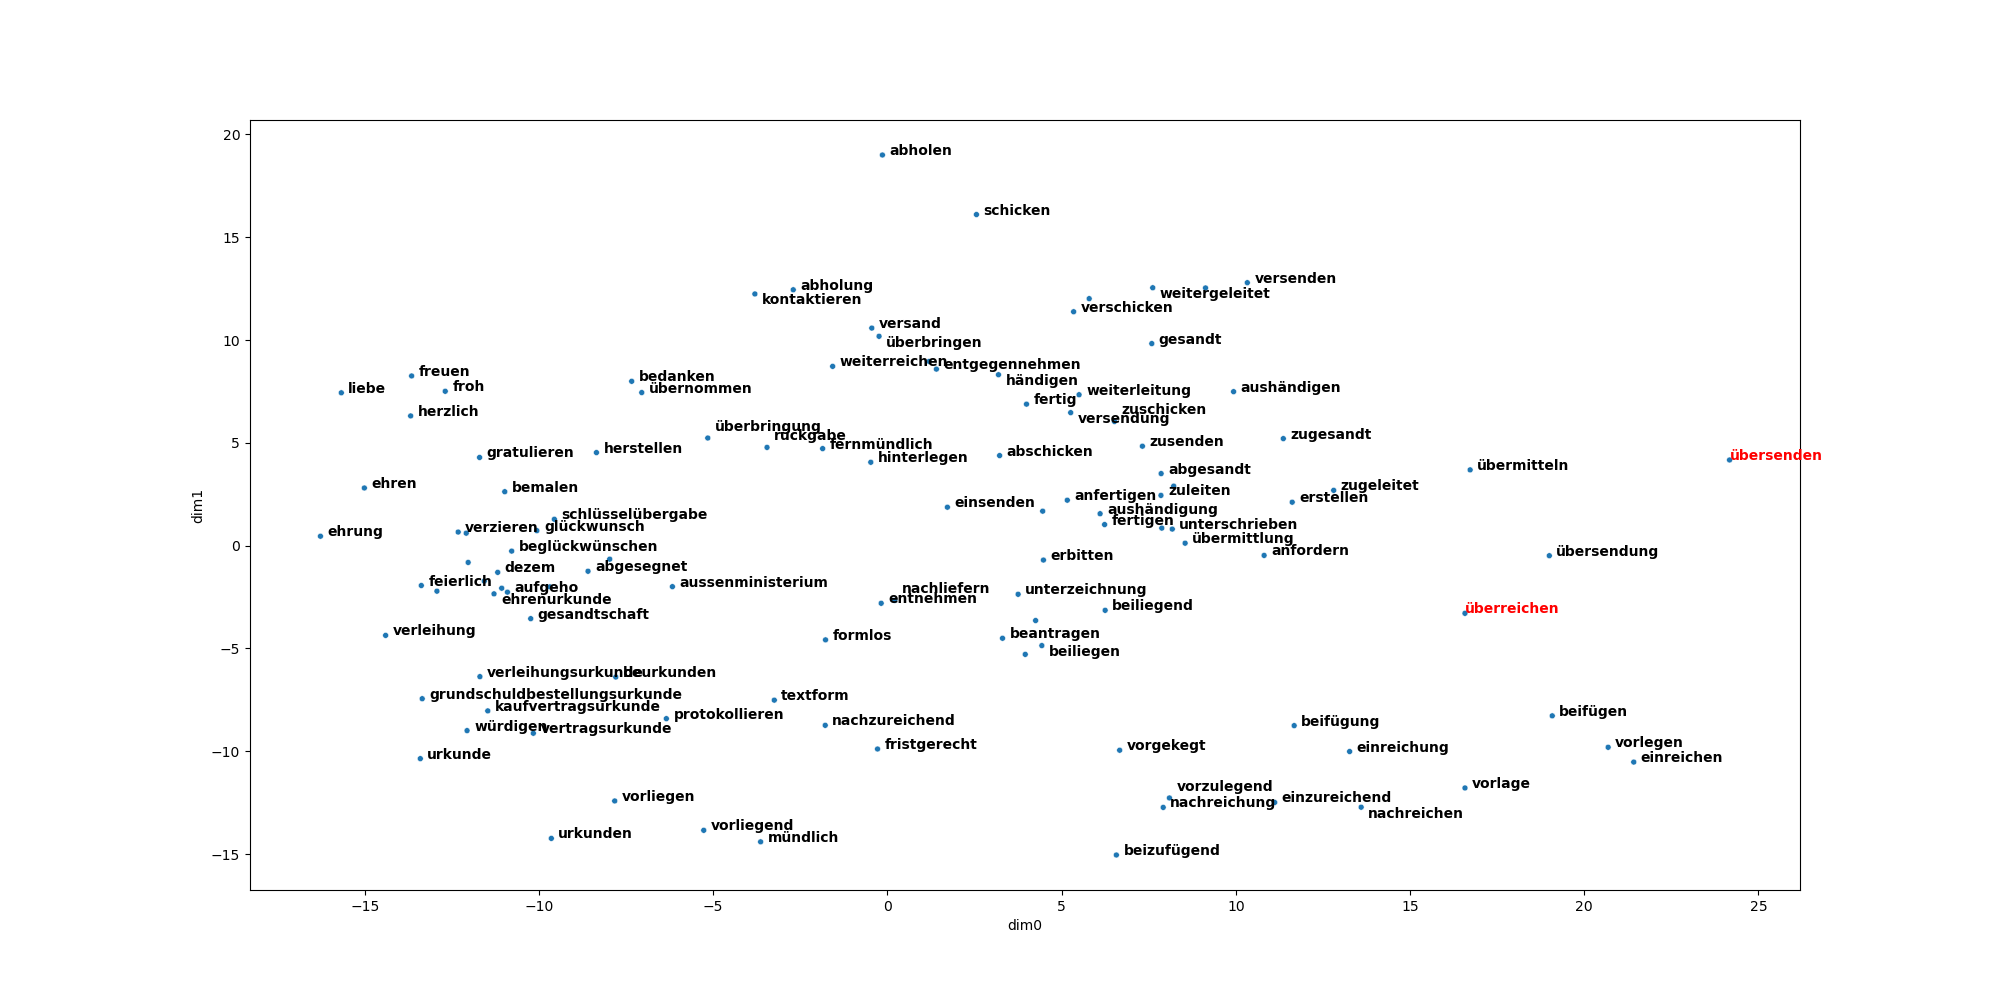 20
abholen
schicken
15
versenden
abholung
weitergeleitet
kontaktieren
verschicken
versand
gesandt
10
überbringen
weiterreichen
entgegennehmen
freuen
bedanken
händigen
liebe
froh
übernommen
weiterleitung
aushändigen
fertig
herzlich
zuschicken
versendung
überbringung
rückgabe
zugesandt
5
fernmündlich
zusenden
gratulieren
herstellen
abschicken
übersenden
hinterlegen
übermitteln
abgesandt
ehren
bemalen
zugeleitet
zuleiten
anfertigen
erstellen
einsenden
schlüsselübergabe
aushändigung
verzieren
glückwunsch
fertigen
unterschrieben
dim1
ehrung
übermittlung
0
beglückwünschen
anfordern
übersendung
erbitten
dezem
abgesegnet
feierlich
aussenministerium
aufgeho
nachliefern
unterzeichnung
ehrenurkunde
entnehmen
beiliegend
überreichen
gesandtschaft
verleihung
formlos
beantragen
−5
beiliegen
verleihungsurkunde
beurkunden
grundschuldbestellungsurkunde
textform
kaufvertragsurkunde
protokollieren
beifügen
nachzureichend
beifügung
würdigen
vertragsurkunde
fristgerecht
vorgekegt
einreichung
vorlegen
−10
urkunde
einreichen
vorlage
vorzulegend
vorliegen
nachreichung
einzureichend
nachreichen
vorliegend
urkunden
mündlich
beizufügend
−15
−15 −10 −5 0 5 10 15 20 25
dim0